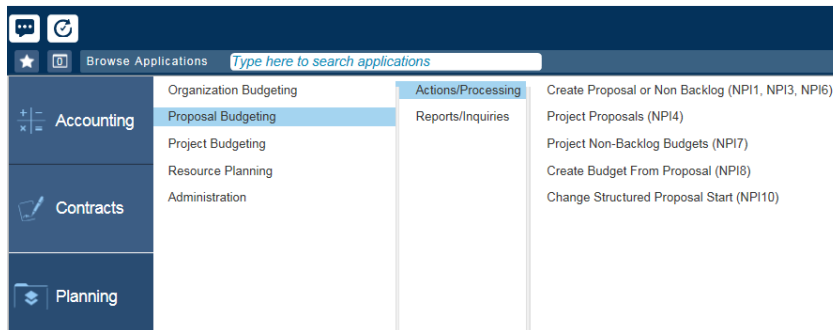 0 Browse Applications Type here to search applications
Accounting
Contracts
Planning
Organization Budgeting
Proposal Budgeting
Project Budgeting
Resource Planning
Administration
Actions/Processing
Reports/Inquiries
Create Proposal or Non Backlog (NPI1, NPI3, NPI6)
Project Proposals (NPI4)
Project Non-Backlog Budgets (NPI7)
Create Budget From Proposal (NPI8)
Change Structured Proposal Start (NPI10)